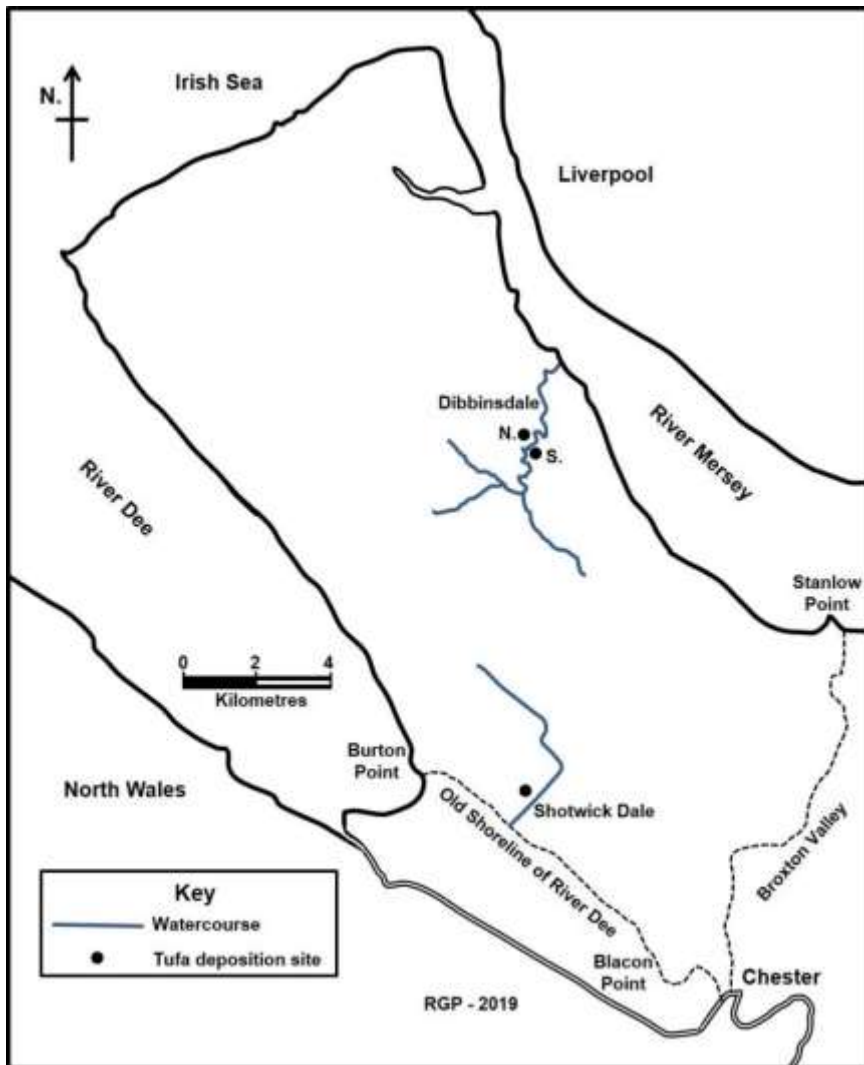 Irish Sea
N.
Liverpool
Dibbinsdale
N.
S.
River Mersey
River Dee
Stanlow
Point
0 2 4
Kilometres
Burton
Point
North Wales
Shotwick Dale
Old Shoreline of River Dee
Broxton Valley
Key
Watercourse
Tufa deposition site
Blacon
Point
Chester
RGP - 2019